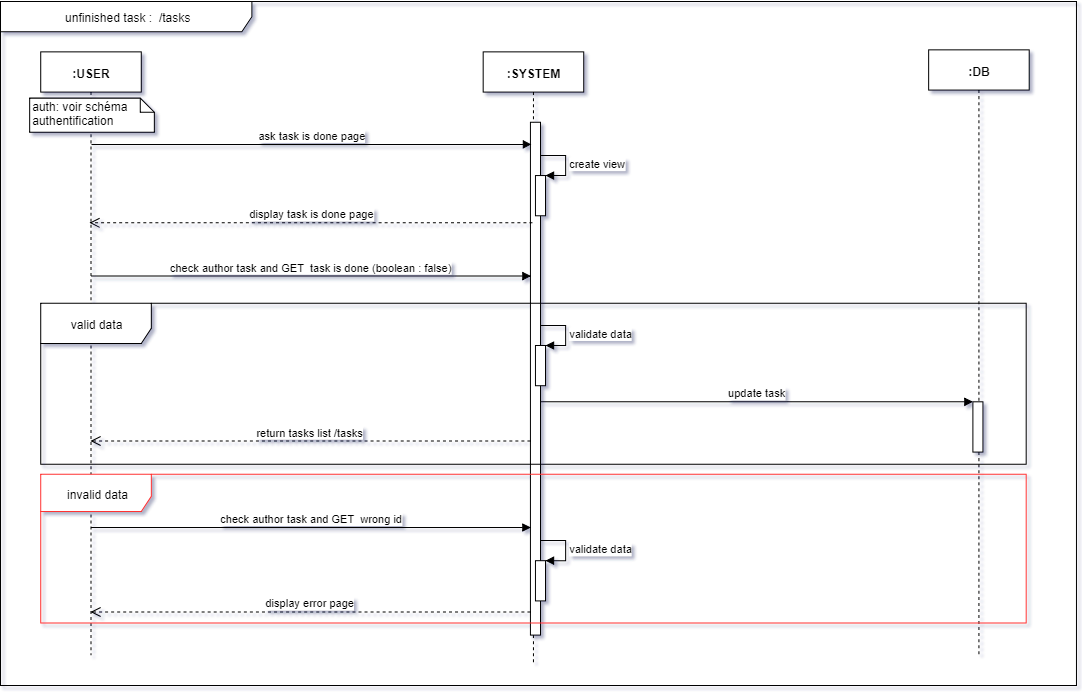 unfinished task : /tasks
:USER
:SYSTEM
:DB
auth: voir schéma
authentification
ask task is done page
create view
display task is done page
check author task and GET  task is done (boolean : false)
valid data
validate data
update task
return tasks list /tasks
invalid data
check author task and GET  wrong id
validate data
display error page